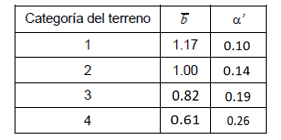 Categoría del terreno b̅ α'
1 1.17 0.10
2 1.00 0.14
3 0.82 0.19
4 0.61 0.26